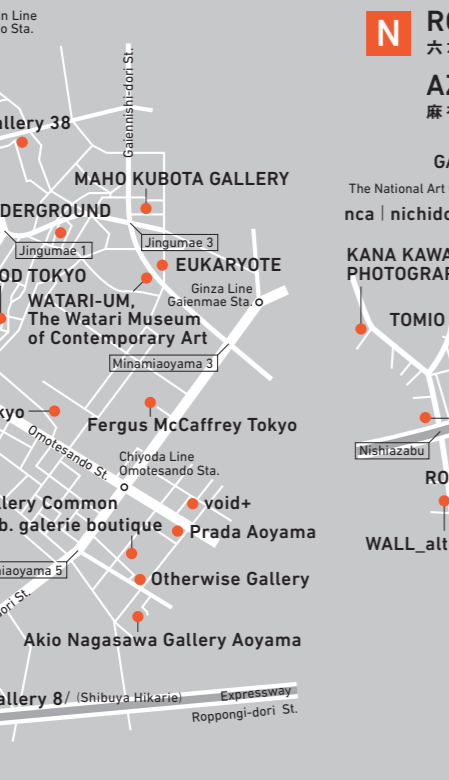 n Line
o Sta.
allery 38
Gaiennishi-dori St.
MAHO KUBOTA GALLERY
DERGROUND
Jingumae 1
Jingumae 3
OD TOKYO
EUKARYOTE
Ginza Line
Gaienmae Sta.
WATARI-UM,
The Watari Museum
of Contemporary Art
Minamiaoyama 3
kyo
Fergus McCaffrey Tokyo
Omotesando St.
Chiyoda Line
Omotesando Sta.
llery Common
void+
b. galerie boutique
Prada Aoyama
iaoyama 5
Otherwise Gallery
ori St.
Akio Nagasawa Gallery Aoyama
allery 8/ (Shibuya Hikarie)
Expressway
Roppongi-dori St.
N
RO
六
AZ
麻
GA
The National Art
nca | nichido
KANA KAWA
PHOTOGRAP
TOMIO
Nishiazabu
RO
WALL_alt